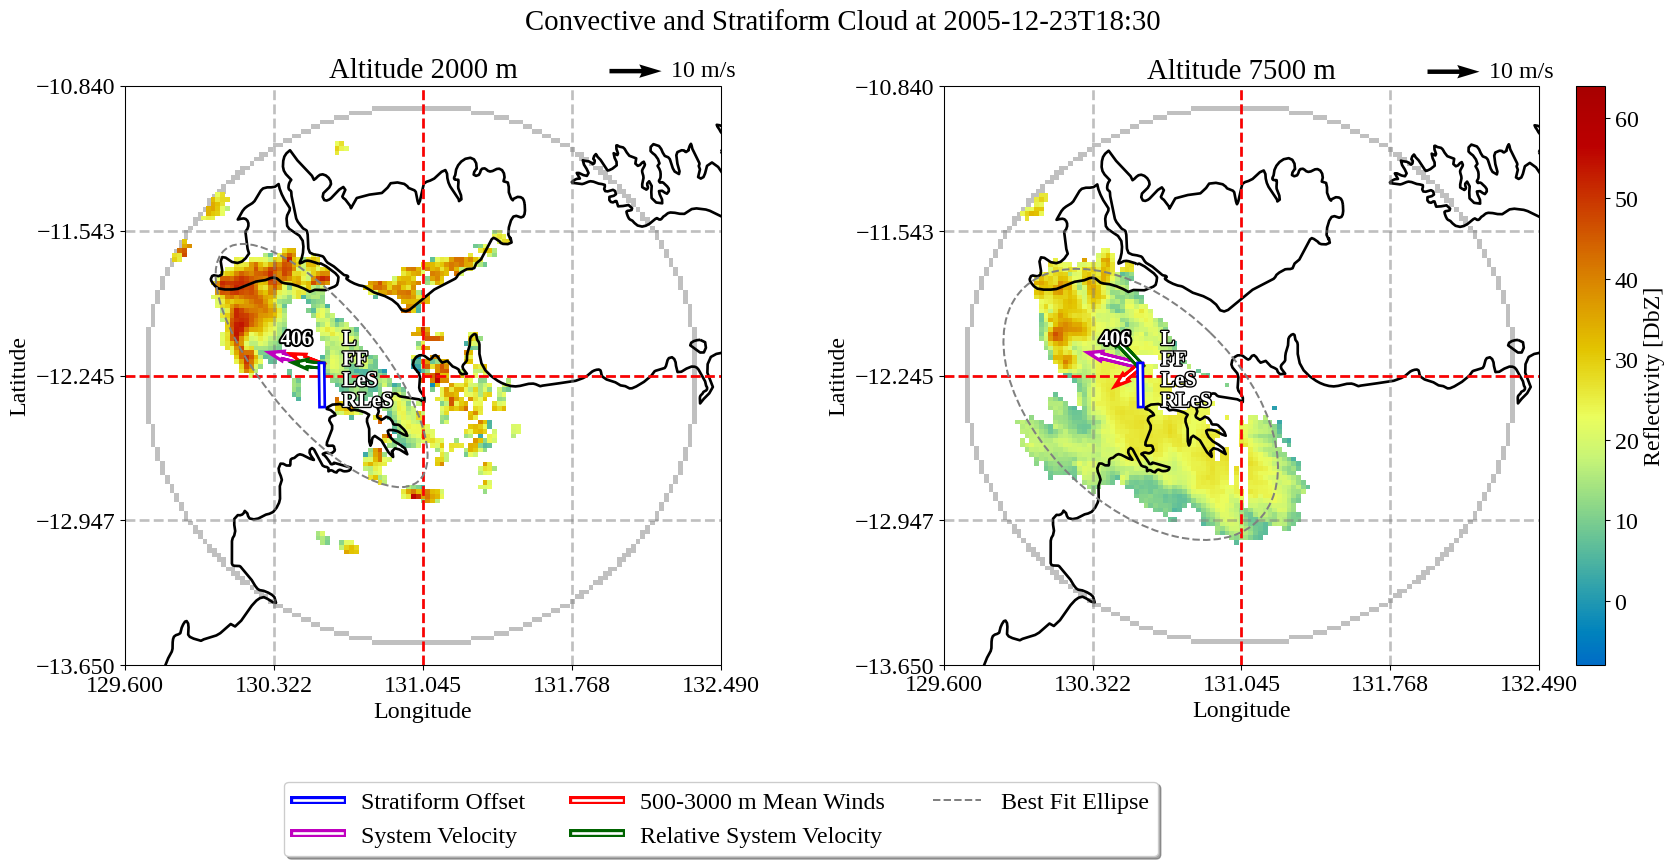 Convective and Stratiform Cloud at 2005-12-23T18:30
Altitude 2000 m
10 m/s
−10.840
−11.543
−12.245
−12.947
−13.650
129.600
130.322
131.045
131.768
132.490
Latitude
Longitude
406
L
FF
LeS
RLeS
Altitude 7500 m
10 m/s
−10.840
−11.543
−12.245
−12.947
−13.650
129.600
130.322
131.045
131.768
132.490
Latitude
Longitude
406
L
FF
LeS
RLeS
60
50
40
30
20
10
0
Reflectivity [DbZ]
Stratiform Offset
System Velocity
500-3000 m Mean Winds
Relative System Velocity
Best Fit Ellipse